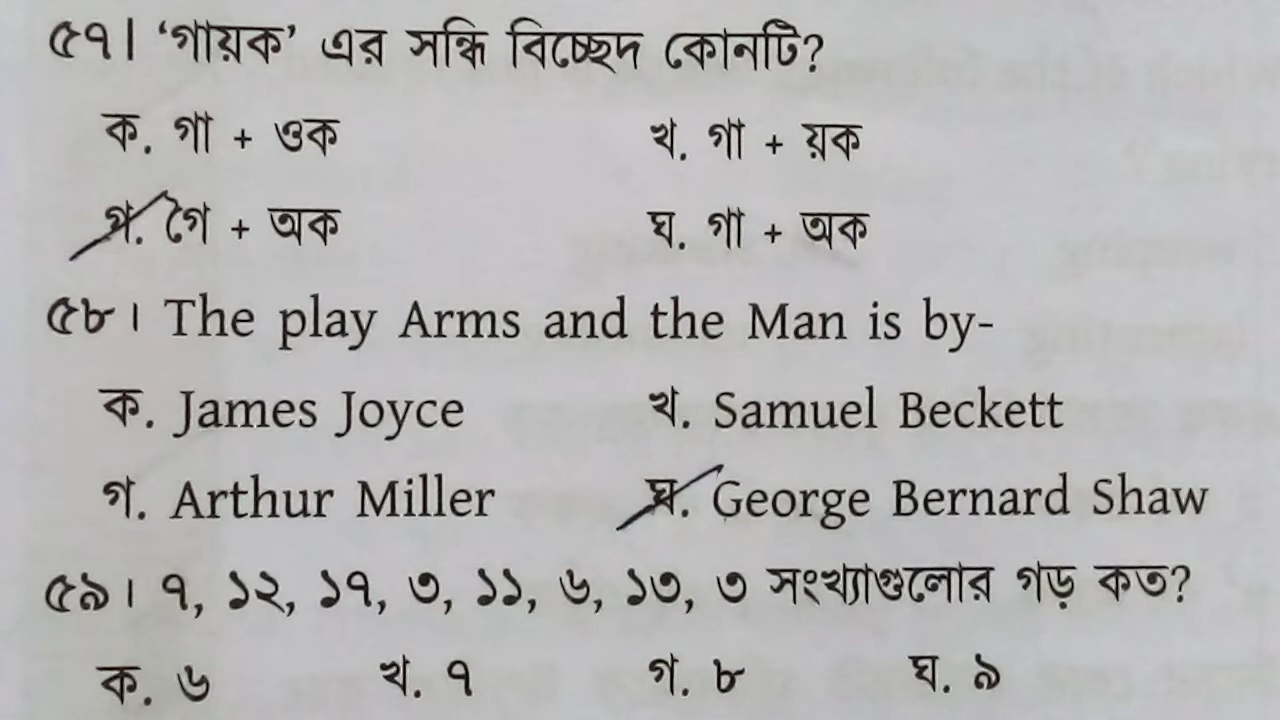 ৫৭। ‘গায়ক’ এর সন্ধি বিচ্ছেদ কোনটি?
ক. গা + ওক খ. গা + য়ক
গ. গৈ + অক ঘ. গা + অক
৫৮। The play Arms and the Man is by-
ক. James Joyce খ. Samuel Beckett
গ. Arthur Miller ঘ. George Bernard Shaw
৫৯। ৭, ১২, ১৭, ৩, ১১, ৬, ১৩, ৩ সংখ্যাগুলোর গড় কত?
ক. ৬ খ. ৭ গ. ৮ ঘ. ৯